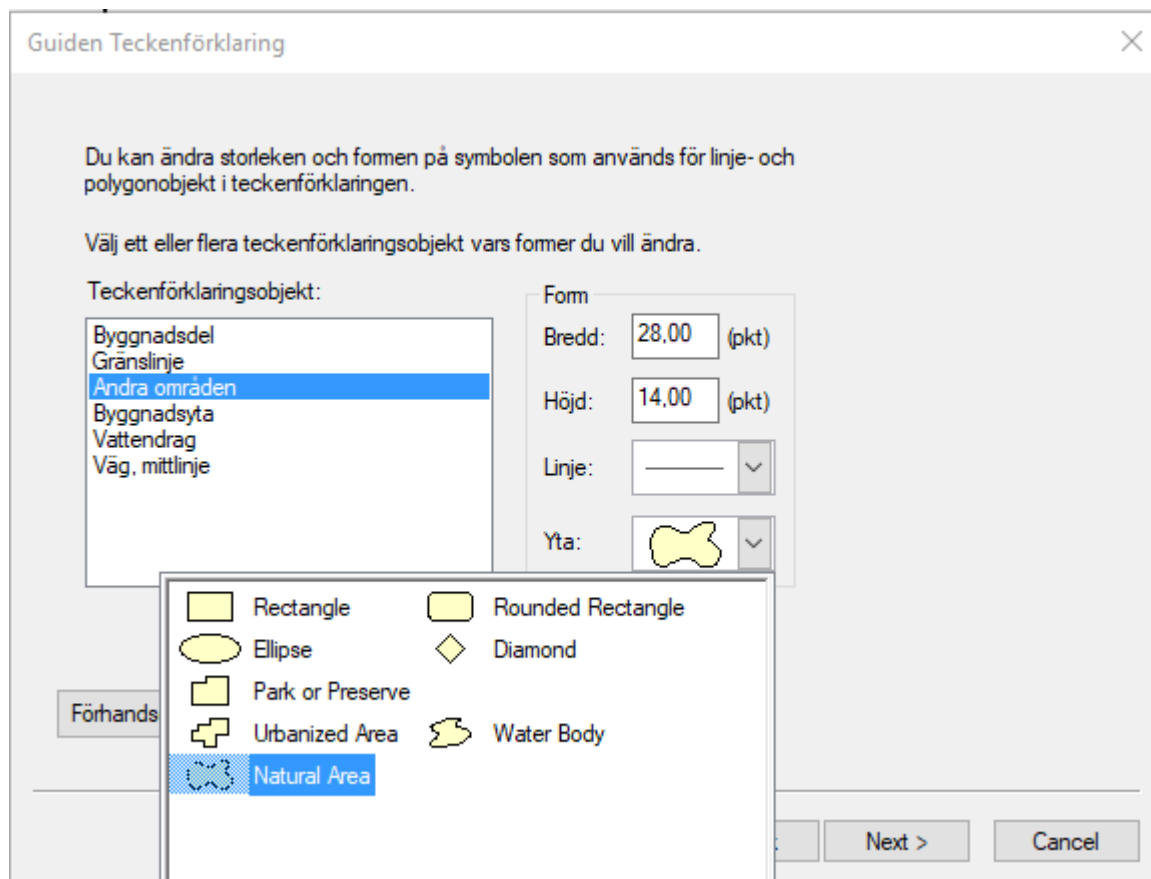 Guiden Teckenförklaring
Du kan ändra storleken och formen på symbolen som används för linje- och
polygonobjekt i teckenförklaringen.
Välj ett eller flera teckenförklaringsobjekt vars former du vill ändra.
Teckenförklaringsobjekt:
Byggnadsdel
Gränslinje
Andra områden
Byggnadsyta
Vattendrag
Väg, mittlinje
Form
Bredd: 28,00 (pkt)
Höjd: 14,00 (pkt)
Linje:
Yta:
Rectangle Rounded Rectangle
Ellipse Diamond
Park or Preserve
Urbanized Area Water Body
Natural Area
Förhands
Next > Cancel